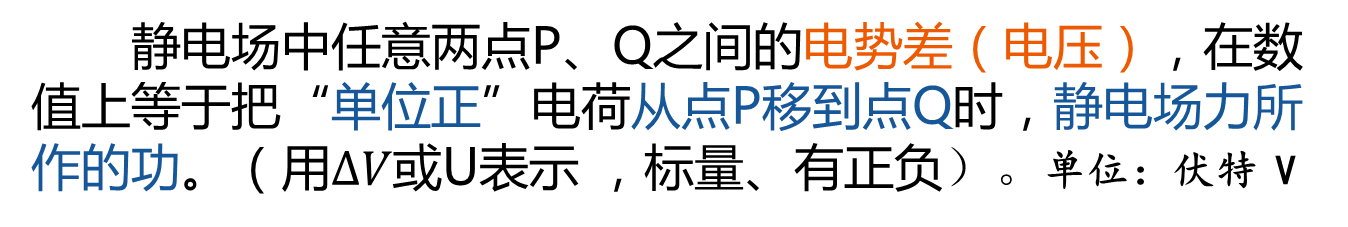 静电场中任意两点P、Q之间的电势差（电压），在数
值上等于把“单位正”电荷从点P移到点Q时，静电场力所
作的功。（用ΔV或U表示 ，标量、有正负）。单位：伏特 V